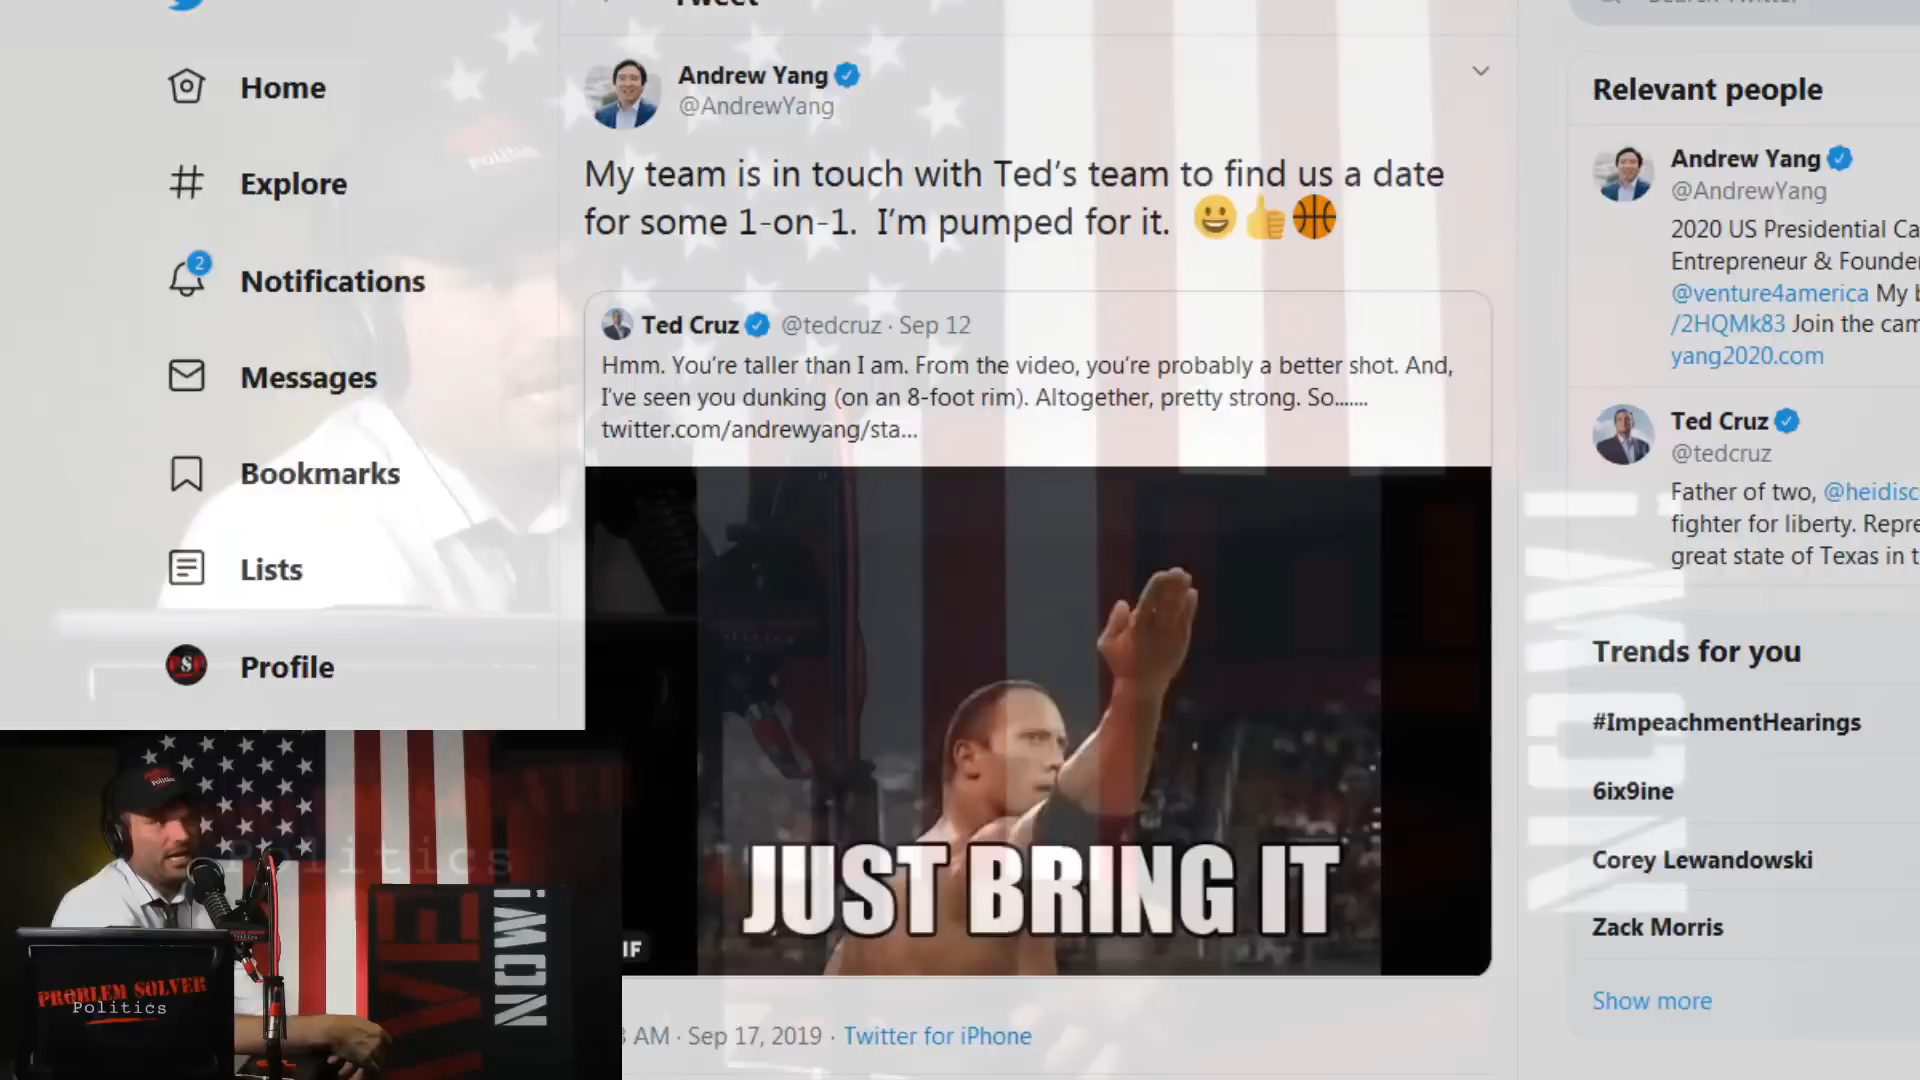 Tweet
Home
Explore
2
Notifications
Messages
Bookmarks
Lists
Profile
Andrew Yang
@AndrewYang
My team is in touch with Ted's team to find us a date
for some 1-on-1. I'm pumped for it. 😀👍🏀
Ted Cruz @tedcruz · Sep 12
Hmm. You're taller than I am. From the video, you're probably a better shot. And,
I've seen you dunking (on an 8-foot rim). Altogether, pretty strong. So.......
twitter.com/andrewyang/sta...
JUST BRING IT
IF
AM · Sep 17, 2019 · Twitter for iPhone
Search Twitter
Relevant people
Andrew Yang
@AndrewYang
2020 US Presidential Ca
Entrepreneur & Founde
@venture4america My b
/2HQMk83 Join the cam
yang2020.com
Ted Cruz
@tedcruz
Father of two, @heidisc
fighter for liberty. Repre
great state of Texas in t
Trends for you
#ImpeachmentHearings
6ix9ine
Corey Lewandowski
Zack Morris
Show more
NOW!
PROBLEM SOLVER
Politics
Politics
NOW!